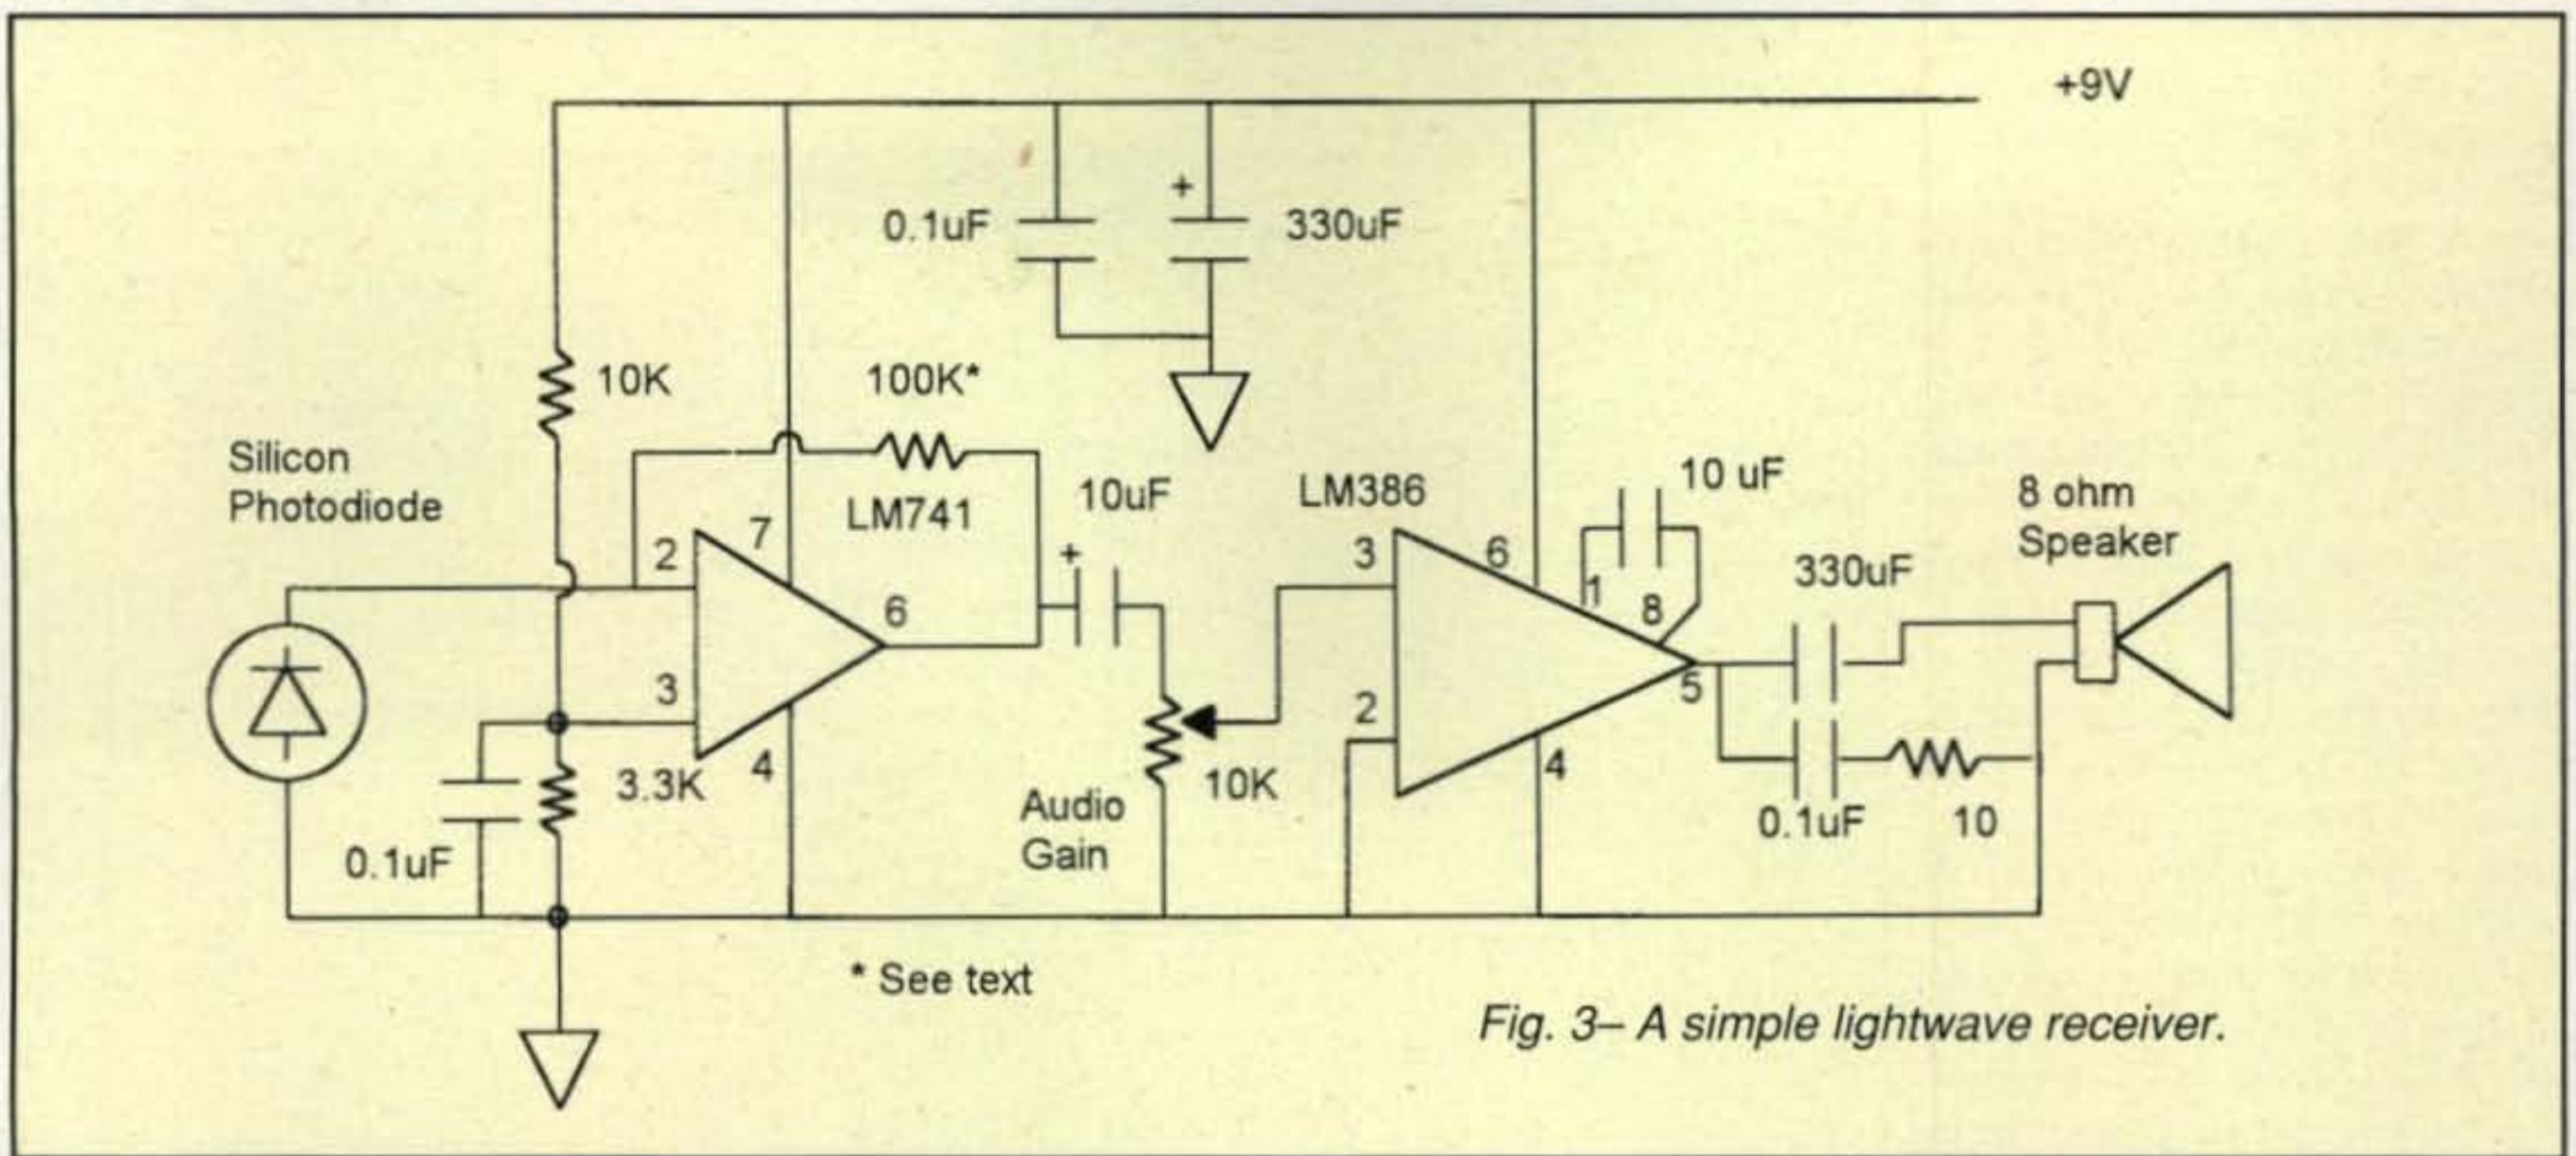 +9V
0.1uF
+
330uF
10K
100K*
Silicon
Photodiode
LM741
10uF
+
LM386
10 uF
8 ohm
Speaker
2
7
6
3
4
3.3K
0.1uF
Audio
Gain
10K
3
6
1
8
2
5
4
330uF
0.1uF
10
* See text
Fig. 3– A simple lightwave receiver.